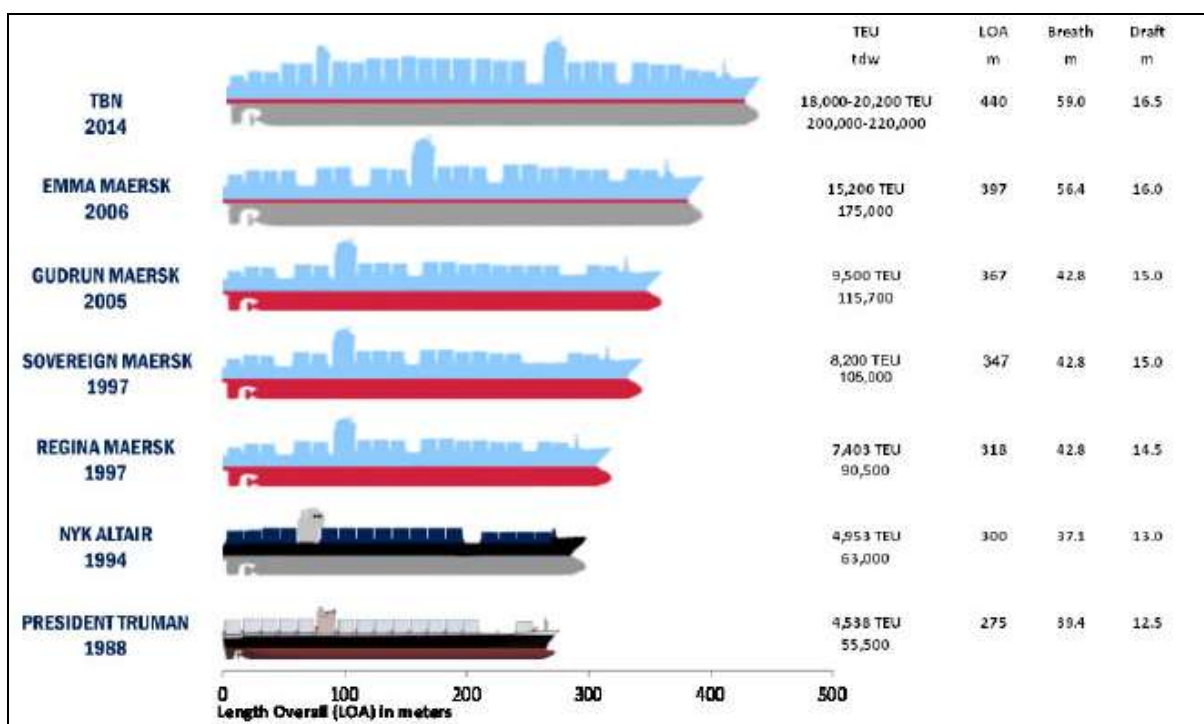 TEU LOA Breath Draft
tdw m m m
TBN 18,000-20,200 TEU 440 59.0 16.5
2014 200,000-220,000
EMMA MAERSK 15,200 TEU 397 56.4 16.0
2006 175,000
GUDRUN MAERSK 9,500 TEU 367 42.8 15.0
2005 115,700
SOVEREIGN MAERSK 8,200 TEU 347 42.8 15.0
1997 105,000
REGINA MAERSK 7,403 TEU 318 42.8 14.5
1997 90,500
NYK ALTAIR 4,953 TEU 300 37.1 13.0
1994 63,000
PRESIDENT TRUMAN 4,538 TEU 275 39.4 12.5
1988 55,500
0 100 200 300 400 500
Length Overall (LOA) in meters